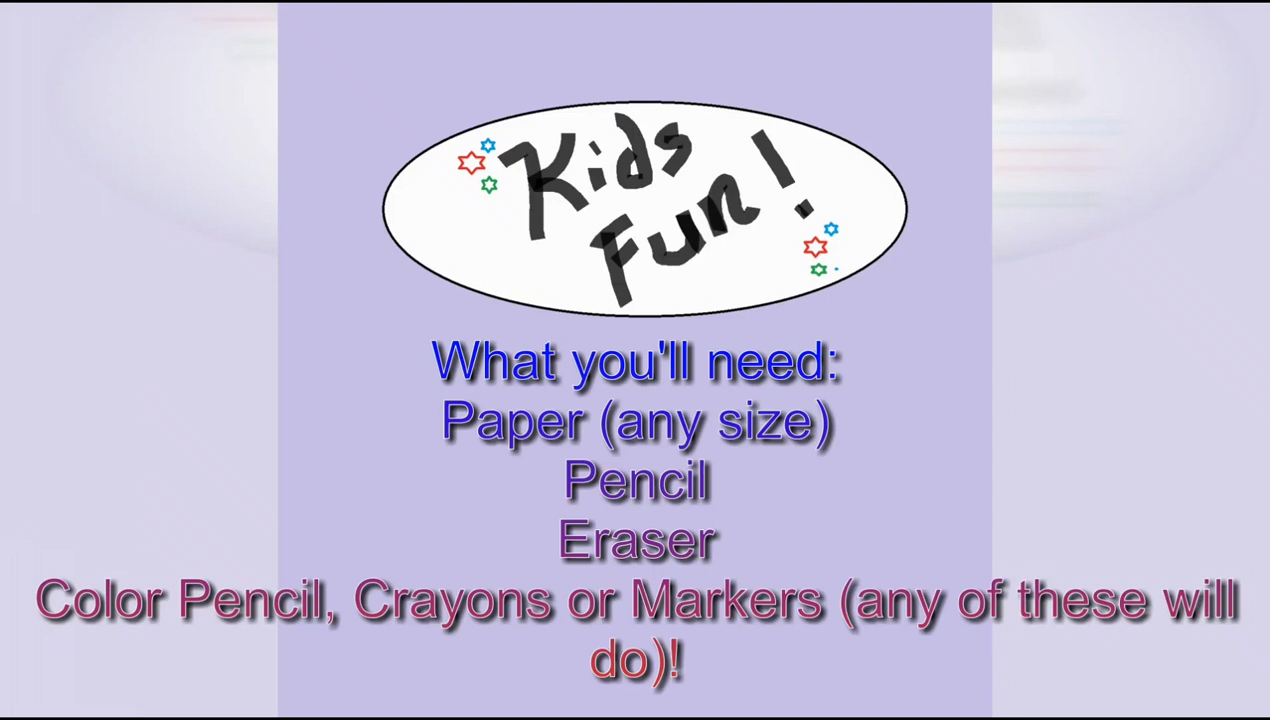 Kids
Fun!
What you'll need:
Paper (any size)
Pencil
Eraser
Color Pencil, Crayons or Markers (any of these will
do)!